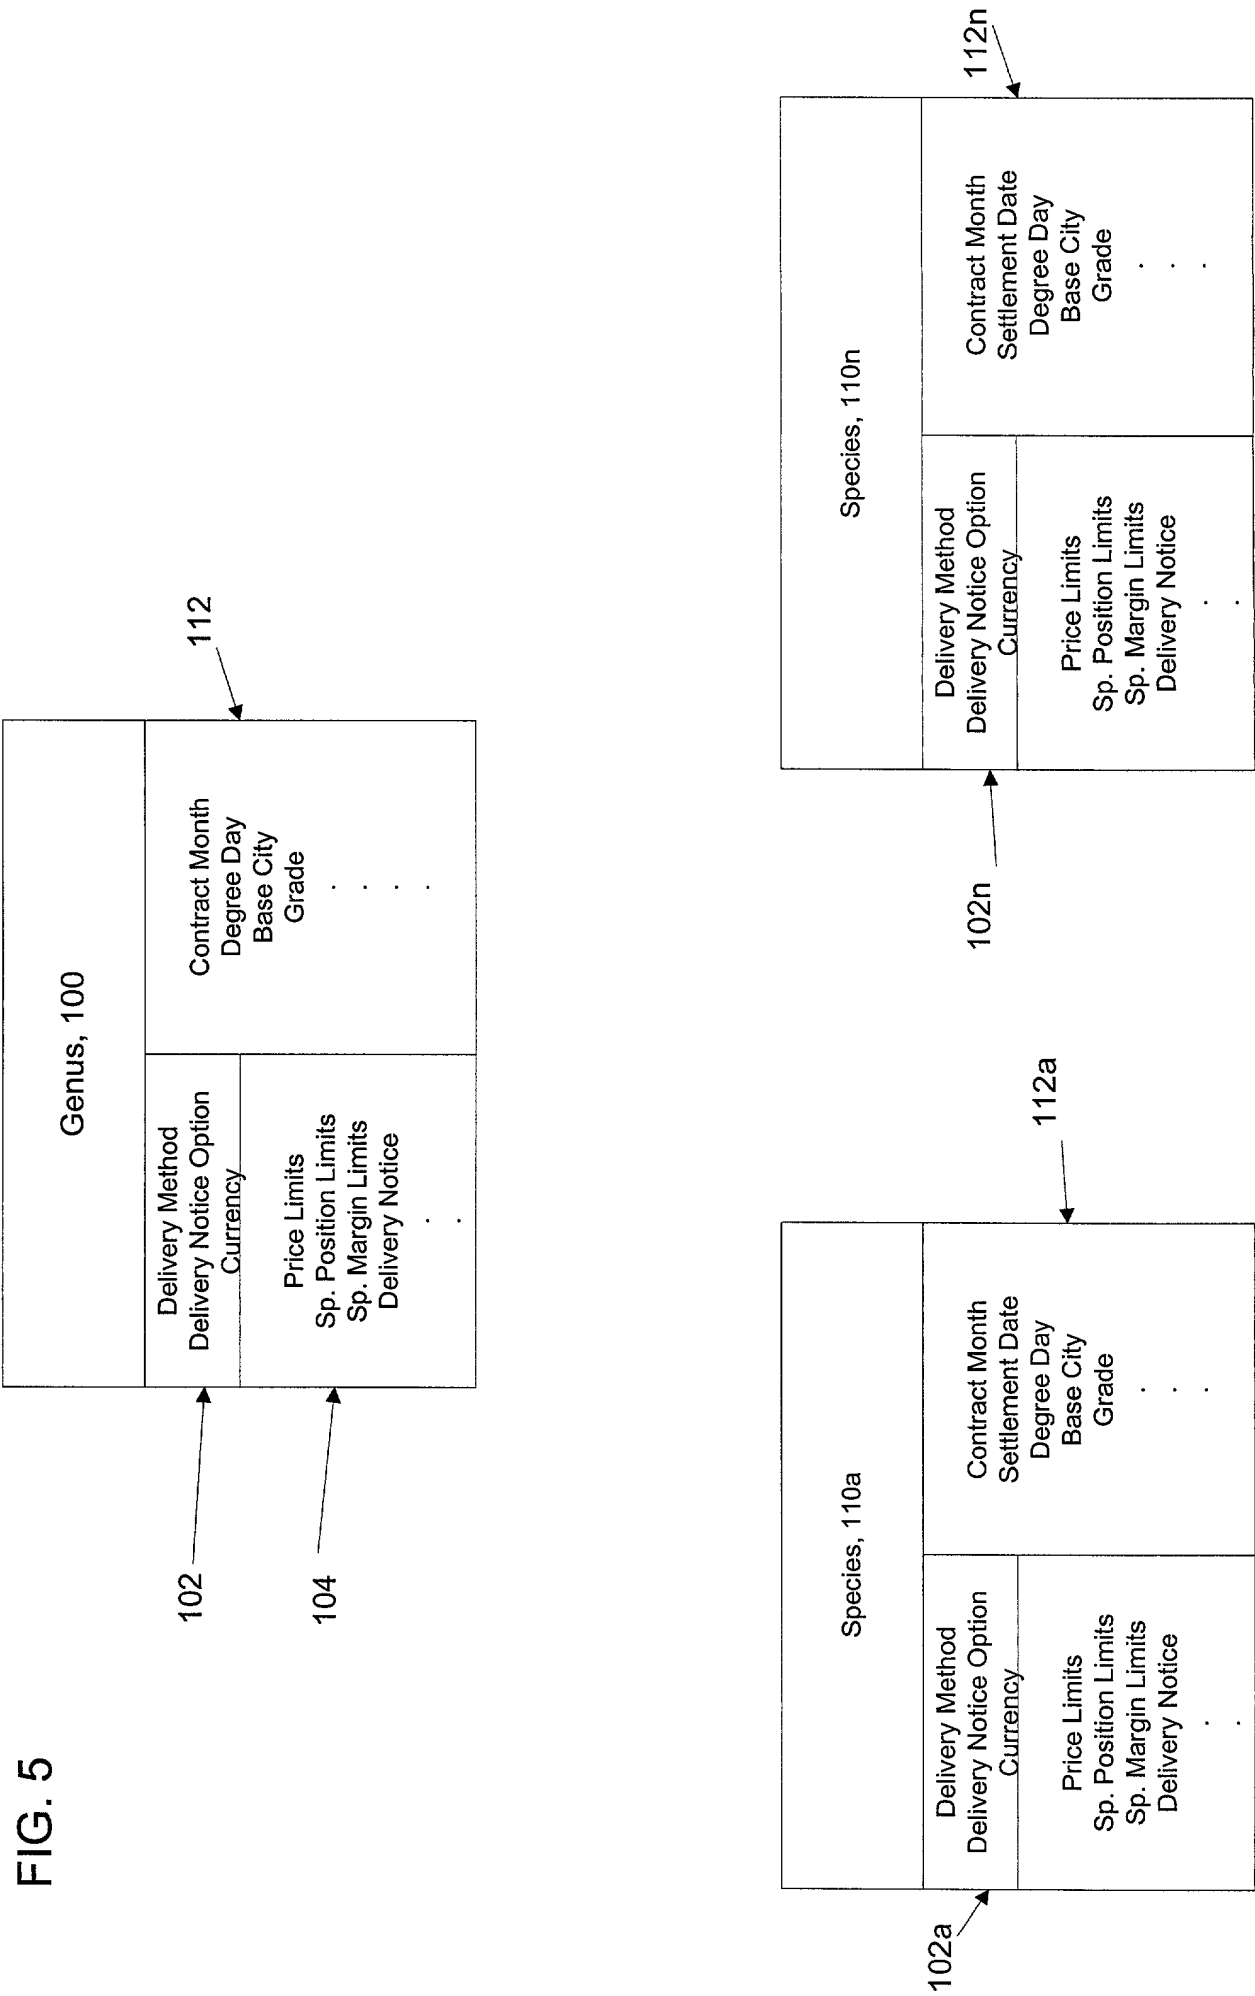 FIG. 5
Genus, 100
102
Delivery Method
Delivery Notice Option
Currency
104
Price Limits
Sp. Position Limits
Sp. Margin Limits
Delivery Notice
. .
112
Contract Month
Degree Day
Base City
Grade
. . . .
Species, 110a
102a
Delivery Method
Delivery Notice Option
Currency
Price Limits
Sp. Position Limits
Sp. Margin Limits
Delivery Notice
. .
112a
Contract Month
Settlement Date
Degree Day
Base City
Grade
. . .
Species, 110n
102n
Delivery Method
Delivery Notice Option
Currency
Price Limits
Sp. Position Limits
Sp. Margin Limits
Delivery Notice
. .
112n
Contract Month
Settlement Date
Degree Day
Base City
Grade
. . .